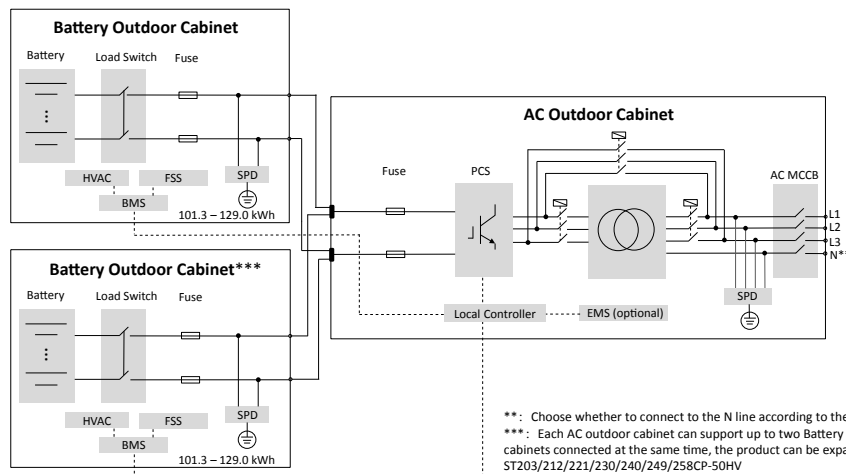 Battery Outdoor Cabinet
Battery
Load Switch
Fuse
HVAC
FSS
SPD
BMS
101.3 – 129.0 kWh
AC Outdoor Cabinet
Fuse
PCS
AC MCCB
L1
L2
L3
N**
SPD
Local Controller
EMS (optional)
Battery Outdoor Cabinet***
Battery
Load Switch
Fuse
HVAC
FSS
SPD
BMS
101.3 – 129.0 kWh
**: Choose whether to connect to the N line according to the
***: Each AC outdoor cabinet can support up to two Battery
cabinets connected at the same time, the product can be expa
ST203/212/221/230/240/249/258CP-50HV